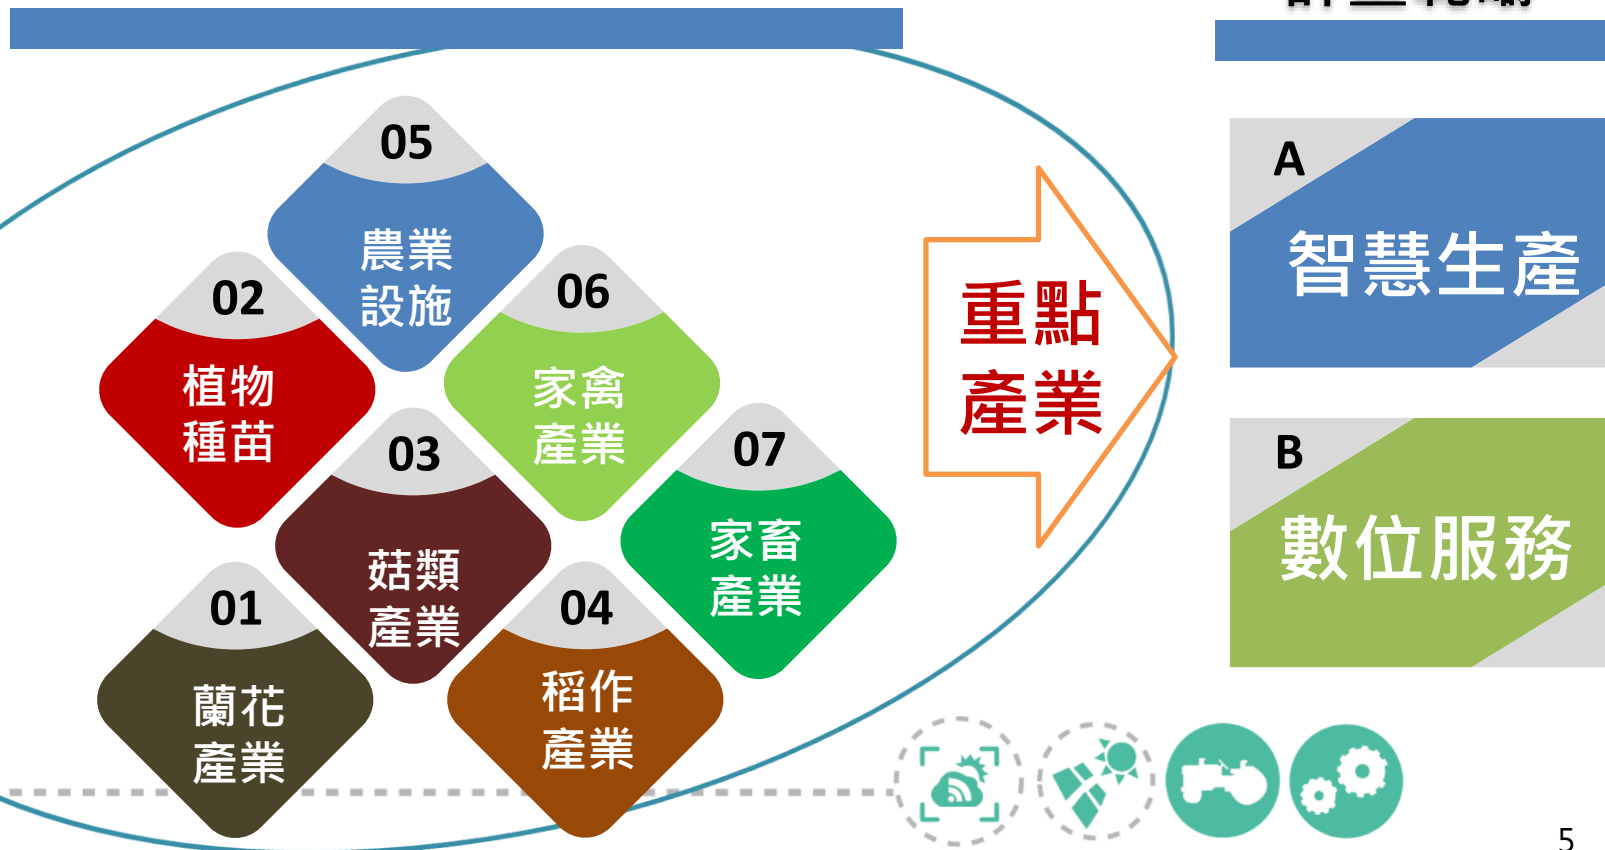 05
農業
設施
02
植物
種苗
06
家禽
產業
03
菇類
產業
07
家畜
產業
01
蘭花
產業
04
稻作
產業
重點
產業
A
智慧生產
B
數位服務
5